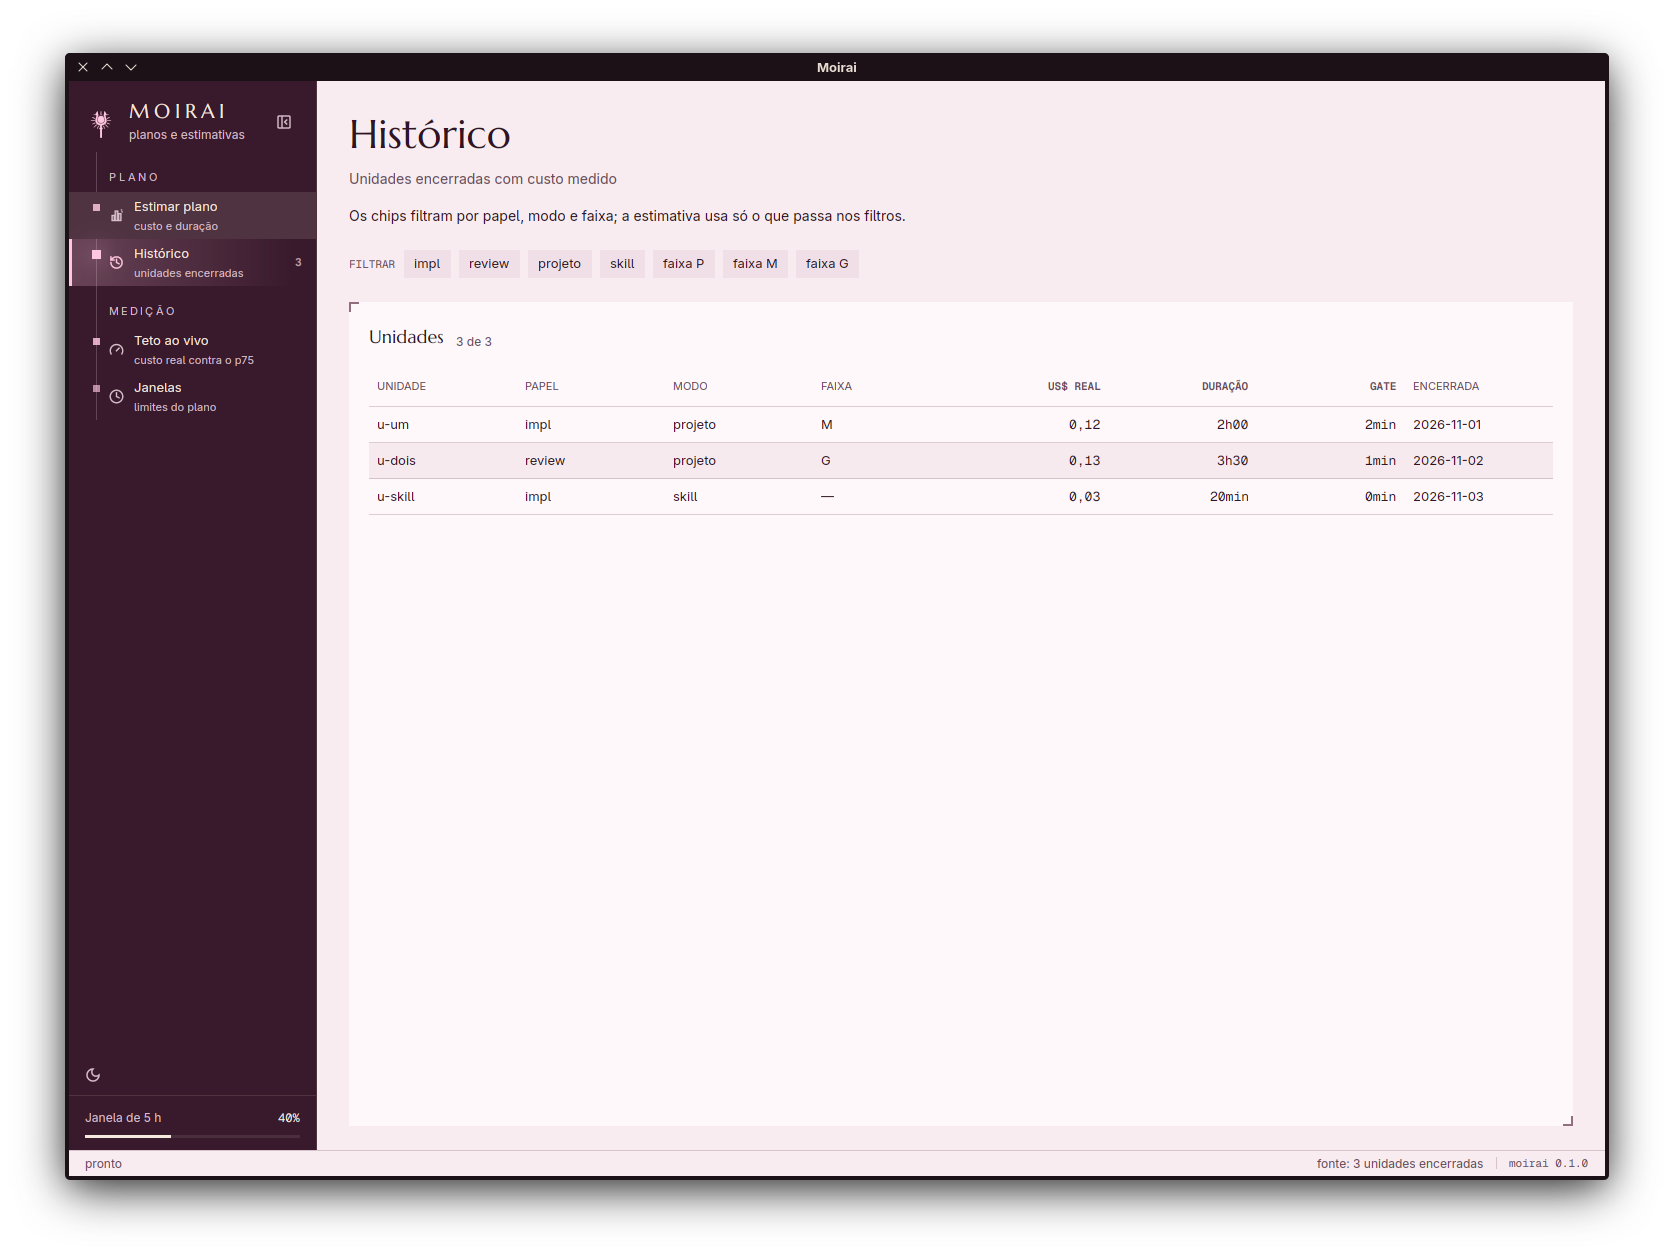 Moirai
MOIRAI
planos e estimativas
PLANO
Estimar plano
custo e duração
Histórico
unidades encerradas
3
MEDIÇÃO
Teto ao vivo
custo real contra o p75
Janelas
limites do plano
Janela de 5 h 40%
Histórico
Unidades encerradas com custo medido
Os chips filtram por papel, modo e faixa; a estimativa usa só o que passa nos filtros.
FILTRAR impl review projeto skill faixa P faixa M faixa G
Unidades 3 de 3
UNIDADE PAPEL MODO FAIXA US$ REAL DURAÇÃO GATE ENCERRADA
u-um impl projeto M 0,12 2h00 2min 2026-11-01
u-dois review projeto G 0,13 3h30 1min 2026-11-02
u-skill impl skill — 0,03 20min 0min 2026-11-03
pronto fonte: 3 unidades encerradas moirai 0.1.0